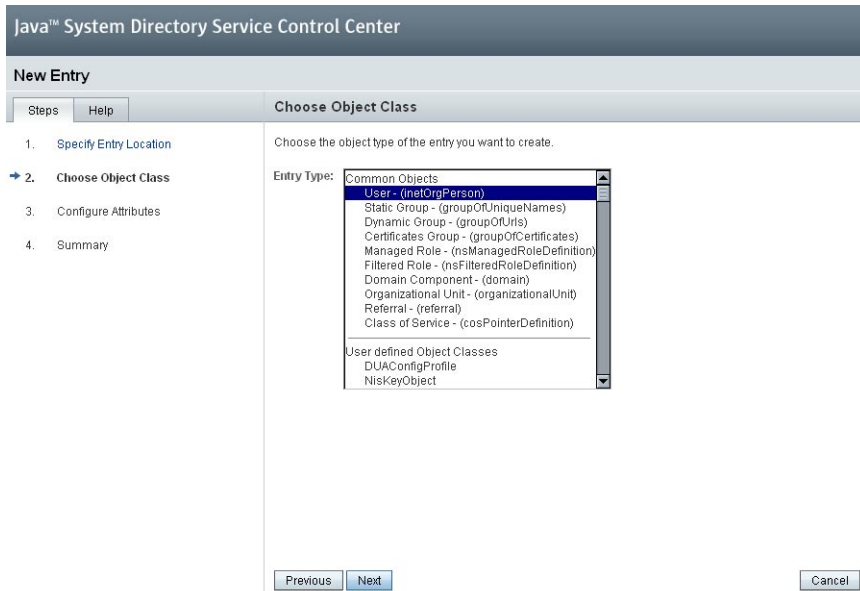 Java™ System Directory Service Control Center
New Entry
Steps
Help
1. Specify Entry Location
2. Choose Object Class
3. Configure Attributes
4. Summary
Choose Object Class
Choose the object type of the entry you want to create.
Entry Type:
Common Objects
User - (inetOrgPerson)
Static Group - (groupOfUniqueNames)
Dynamic Group - (groupOfUrls)
Certificates Group - (groupOfCertificates)
Managed Role - (nsManagedRoleDefinition)
Filtered Role - (nsFilteredRoleDefinition)
Domain Component - (domain)
Organizational Unit - (organizationalUnit)
Referral - (referral)
Class of Service - (cosPointerDefinition)
User defined Object Classes
DUAConfigProfile
NisKeyObject
Previous
Next
Cancel